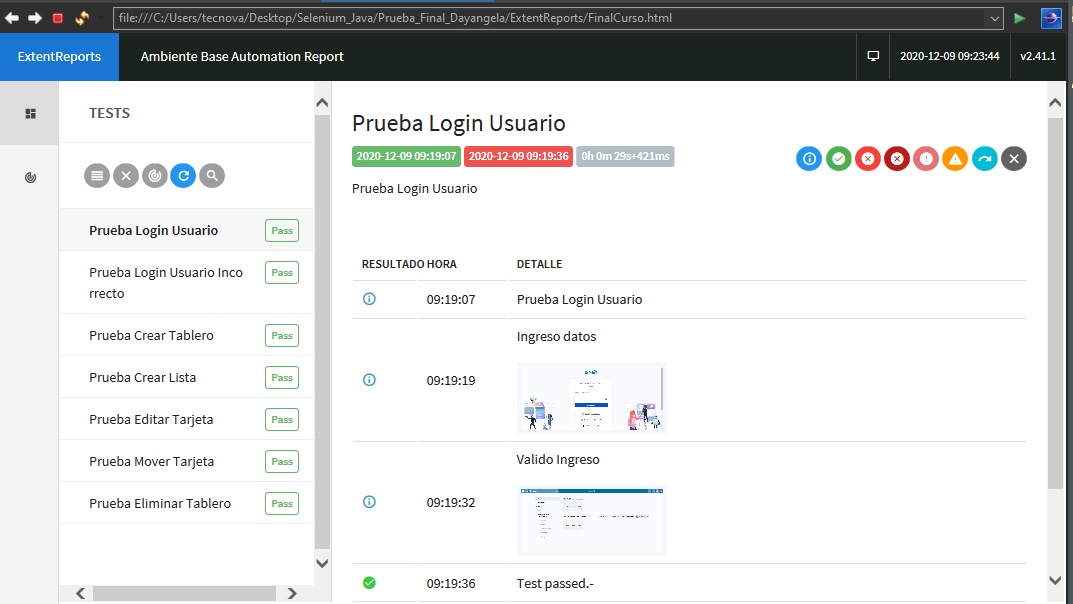 file:///C:/Users/tecnova/Desktop/Selenium_Java/Prueba_Final_Dayangela/ExtentReports/FinalCurso.html
ExtentReports
Ambiente Base Automation Report
2020-12-09 09:23:44
v2.41.1
TESTS
Prueba Login Usuario
Pass
Prueba Login Usuario Inco
rrecto
Pass
Prueba Crear Tablero
Pass
Prueba Crear Lista
Pass
Prueba Editar Tarjeta
Pass
Prueba Mover Tarjeta
Pass
Prueba Eliminar Tablero
Pass
Prueba Login Usuario
2020-12-09 09:19:07
2020-12-09 09:19:36
0h 0m 29s+421ms
Prueba Login Usuario
RESULTADO HORA DETALLE
09:19:07 Prueba Login Usuario
Ingreso datos
09:19:19
Valido Ingreso
09:19:32
09:19:36 Test passed.-